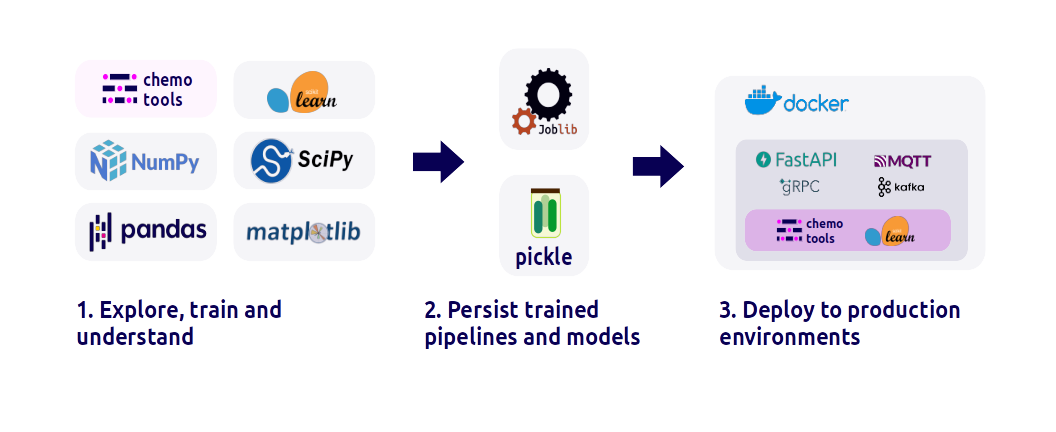 chemo
tools
learn
NumPy
SciPy
pandas
matplotlib
1. Explore, train and
understand
Joblib
pickle
2. Persist trained
pipelines and models
docker
FastAPI
MQTT
gRPC
kafka
chemo
tools
learn
3. Deploy to production
environments